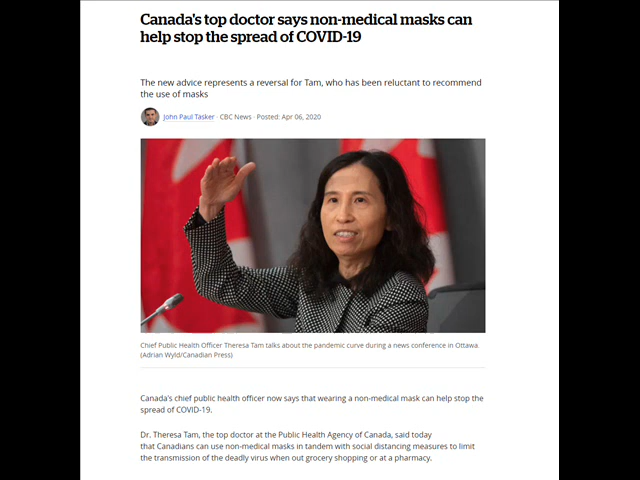 Canada's top doctor says non-medical masks can
help stop the spread of COVID-19
The new advice represents a reversal for Tam, who has been reluctant to recommend
the use of masks
John Paul Tasker · CBC News · Posted: Apr 06, 2020
Chief Public Health Officer Theresa Tam talks about the pandemic curve during a news conference in Ottawa.
(Adrian Wyld/Canadian Press)
Canada's chief public health officer now says that wearing a non-medical mask can help stop the
spread of COVID-19.
Dr. Theresa Tam, the top doctor at the Public Health Agency of Canada, said today
that Canadians can use non-medical masks in tandem with social distancing measures to limit
the transmission of the deadly virus when out grocery shopping or at a pharmacy.